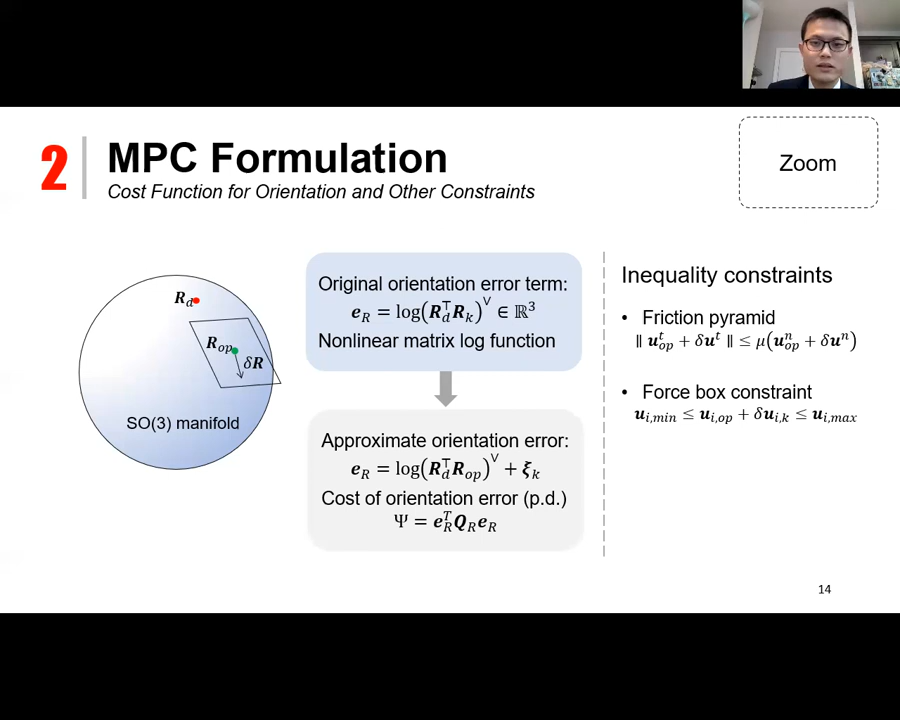 2
MPC Formulation
Cost Function for Orientation and Other Constraints
Zoom
R_d
R_op
δR
SO(3) manifold
Original orientation error term:
e_R = log(R_d^⊤ R_k)^∨ ∈ ℝ^3
Nonlinear matrix log function
Approximate orientation error:
e_R = log(R_d^⊤ R_op)^∨ + ξ_k
Cost of orientation error (p.d.)
Ψ = e_R^T Q_R e_R
Inequality constraints
• Friction pyramid
‖ u_op^t + δu^t ‖ ≤ μ(u_op^n + δu^n)
• Force box constraint
u_i,min ≤ u_i,op + δu_i,k ≤ u_i,max
14